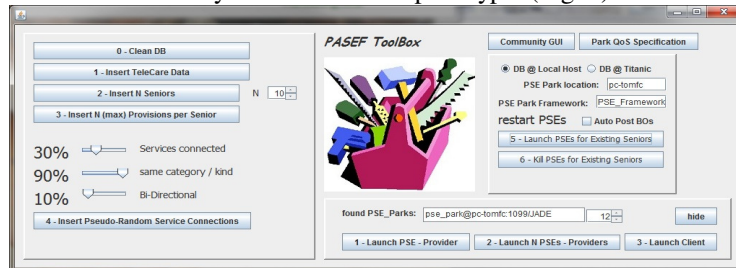 PASEF ToolBox
0 - Clean DB
1 - Insert TeleCare Data
2 - Insert N Seniors
N 10
3 - Insert N (max) Provisions per Senior
30% Services connected
90% same category / kind
10% Bi-Directional
4 - Insert Pseudo-Random Service Connections
Community GUI Park QoS Specification
DB @ Local Host DB @ Titanic
PSE Park location: pc-tomfc
PSE Park Framework: PSE_Framework
restart PSEs Auto Post BOs
5 - Launch PSEs for Existing Seniors
6 - Kill PSEs for Existing Seniors
found PSE_Parks: pse_park@pc-tomfc:1099/JADE 12 hide
1 - Launch PSE - Provider 2 - Launch N PSEs - Providers 3 - Launch Client